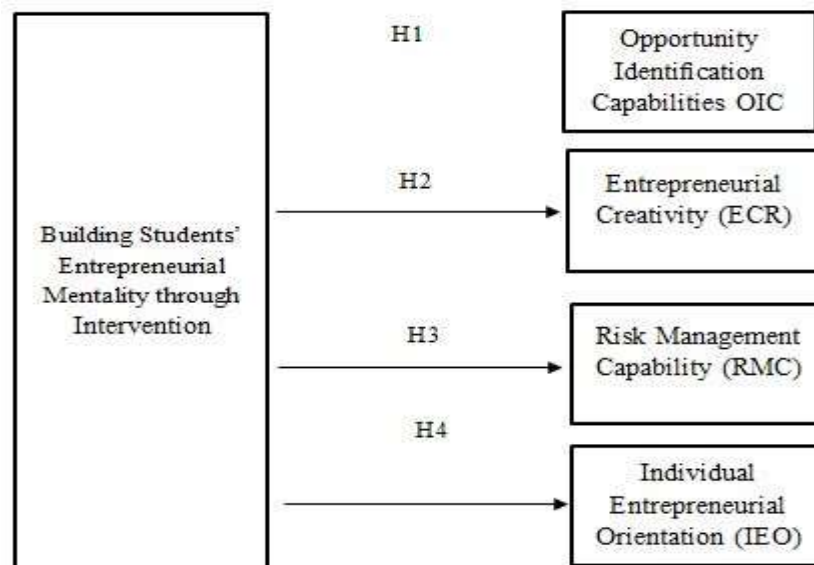 Building Students’
Entrepreneurial
Mentality through
Intervention
H1
Opportunity
Identification
Capabilities OIC
H2
Entrepreneurial
Creativity (ECR)
H3
Risk Management
Capability (RMC)
H4
Individual
Entrepreneurial
Orientation (IEO)